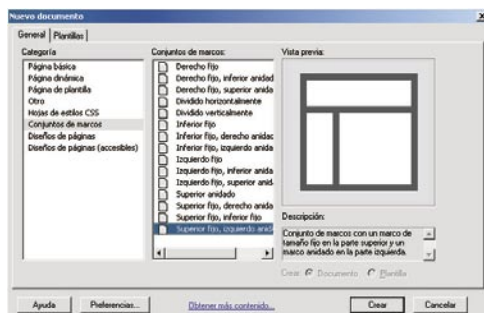 Nuevo documento
General
Plantillas
Categoría
Página básica
Página dinámica
Página de plantilla
Otro
Hojas de estilos CSS
Conjuntos de marcos
Diseños de páginas
Diseños de páginas (accesibles)
Conjuntos de marcos:
Derecho fijo
Derecho fijo, inferior anidad
Derecho fijo, superior anida
Dividido horizontalmente
Dividido verticalmente
Inferior fijo
Inferior fijo, derecho anidac
Inferior fijo, izquierdo anida
Izquierdo fijo
Izquierdo fijo, inferior anida
Izquierdo fijo, superior anid
Superior anidado
Superior fijo, derecho anida
Superior fijo, inferior fijo
Superior fijo, izquierdo anid
Vista previa:
Descripción:
Conjunto de marcos con un marco de
tamaño fijo en la parte superior y un
marco anidado en la parte izquierda.
Crear: Documento Plantilla
Ayuda Preferencias... Obtener más contenido... Crear Cancelar